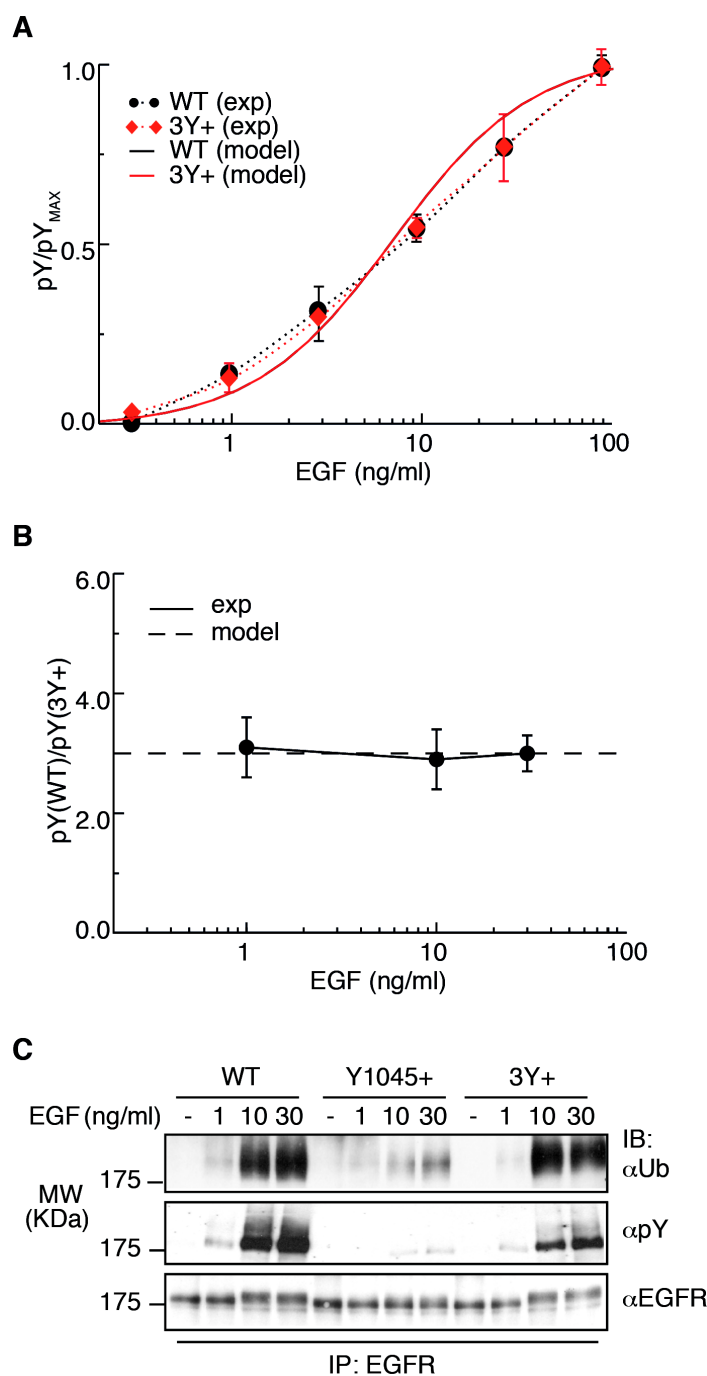 A
1.0
WT (exp)
3Y+ (exp)
WT (model)
3Y+ (model)
pY/pYMAX
0.5
0.0
1 10 100
EGF (ng/ml)
B
6.0
exp
model
pY(WT)/pY(3Y+)
4.0
2.0
0.0
1 10 100
EGF (ng/ml)
C
WT Y1045+ 3Y+
EGF (ng/ml) - 1 10 30 - 1 10 30 - 1 10 30
IB:
αUb
175
MW
(KDa)
αpY
175
αEGFR
175
IP: EGFR